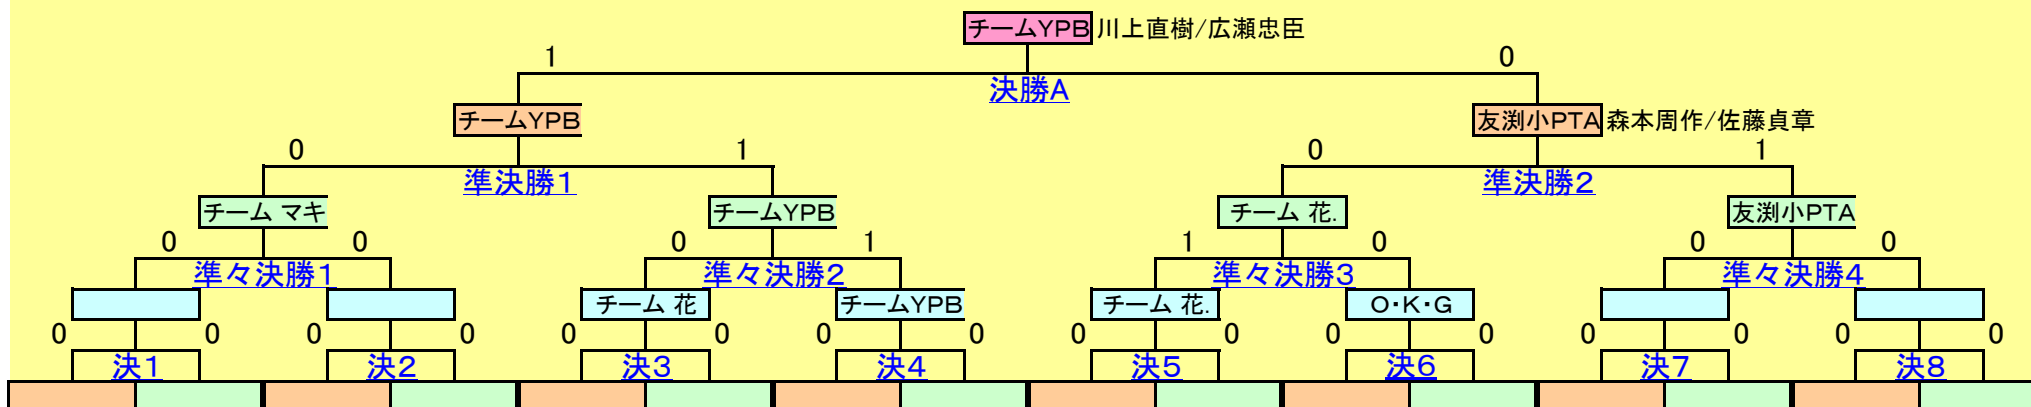 チームYPB 川上直樹/広瀬忠臣
1 0
決勝A
チームYPB 友渕小PTA 森本周作/佐藤貞章
0 1 0 1
準決勝1 準決勝2
チーム マキ チームYPB チーム 花. 友渕小PTA
0 0 0 1 1 0 0 0
準々決勝1 準々決勝2 準々決勝3 準々決勝4
チーム 花 チームYPB チーム 花. O・K・G
0 0 0 0 0 0 0 0 0 0 0 0 0 0 0 0
決1 決2 決3 決4 決5 決6 決7 決8